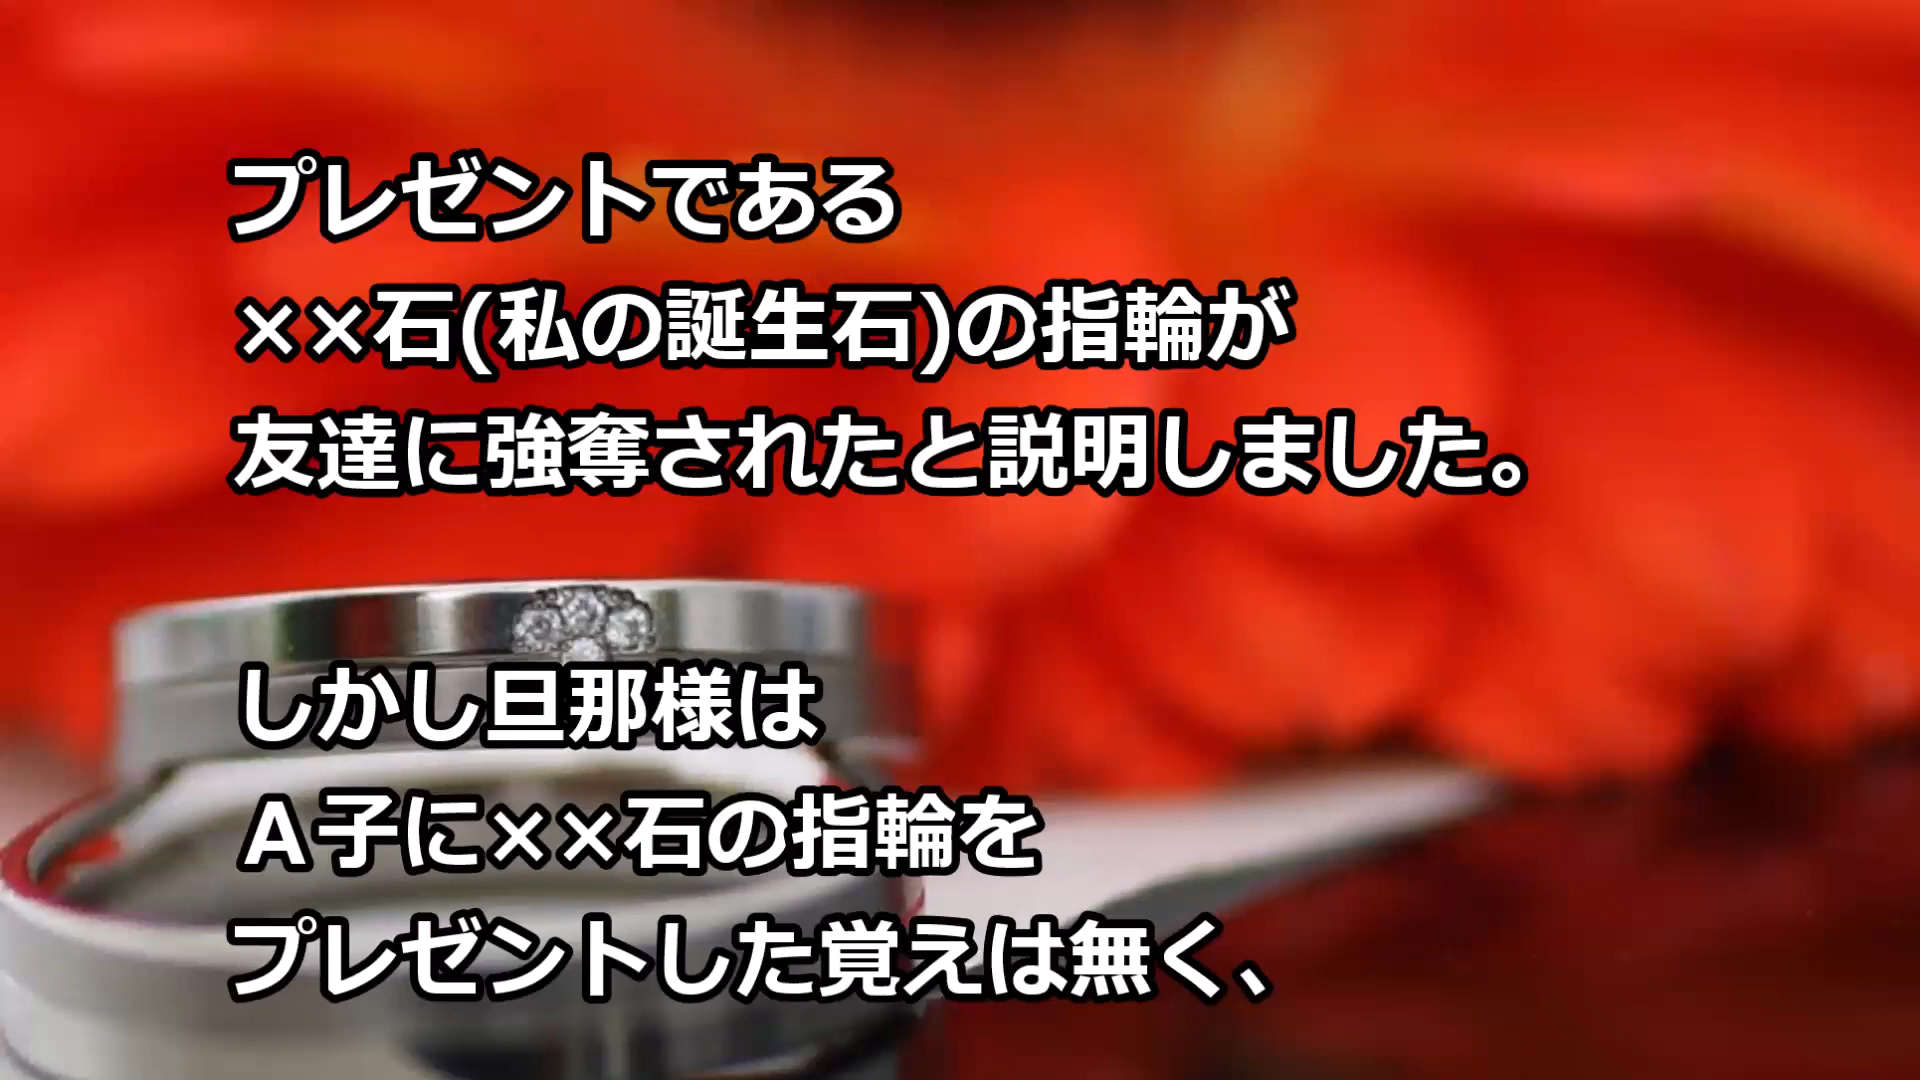 プレゼントである
××石(私の誕生石)の指輪が
友達に強奪されたと説明しました。
しかし旦那様は
Ａ子に××石の指輪を
プレゼントした覚えは無く、